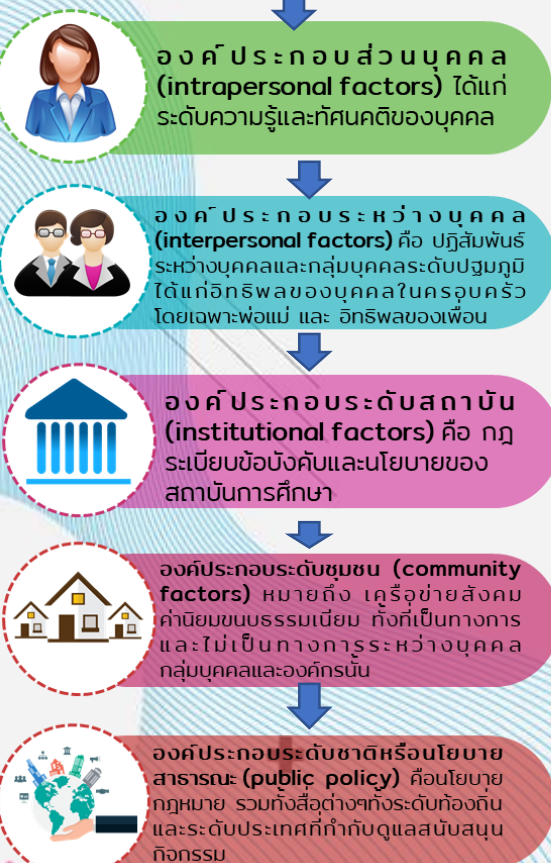 องค์ประกอบส่วนบุคคล
(intrapersonal factors) ได้แก่
ระดับความรู้และทัศนคติของบุคคล
องค์ประกอบระหว่างบุคคล
(interpersonal factors) คือ ปฏิสัมพันธ์
ระหว่างบุคคลและกลุ่มบุคคลระดับปฐมภูมิ
ได้แก่อิทธิพลของบุคคลในครอบครัว
โดยเฉพาะพ่อแม่ และ อิทธิพลของเพื่อน
องค์ประกอบระดับสถาบัน
(institutional factors) คือ กฎ
ระเบียบข้อบังคับและนโยบายของ
สถาบันการศึกษา
องค์ประกอบระดับชุมชน (community
factors) หมายถึง เครือข่ายสังคม
ค่านิยมขนบธรรมเนียม ทั้งที่เป็นทางการ
และไม่เป็นทางการระหว่างบุคคล
กลุ่มบุคคลและองค์กรนั้น
องค์ประกอบระดับชาติหรือนโยบาย
สาธารณะ (public policy) คือนโยบาย
กฎหมาย รวมทั้งสื่อต่างๆทั้งระดับท้องถิ่น
และระดับประเทศที่กำกับดูแลสนับสนุน
กิจกรรม